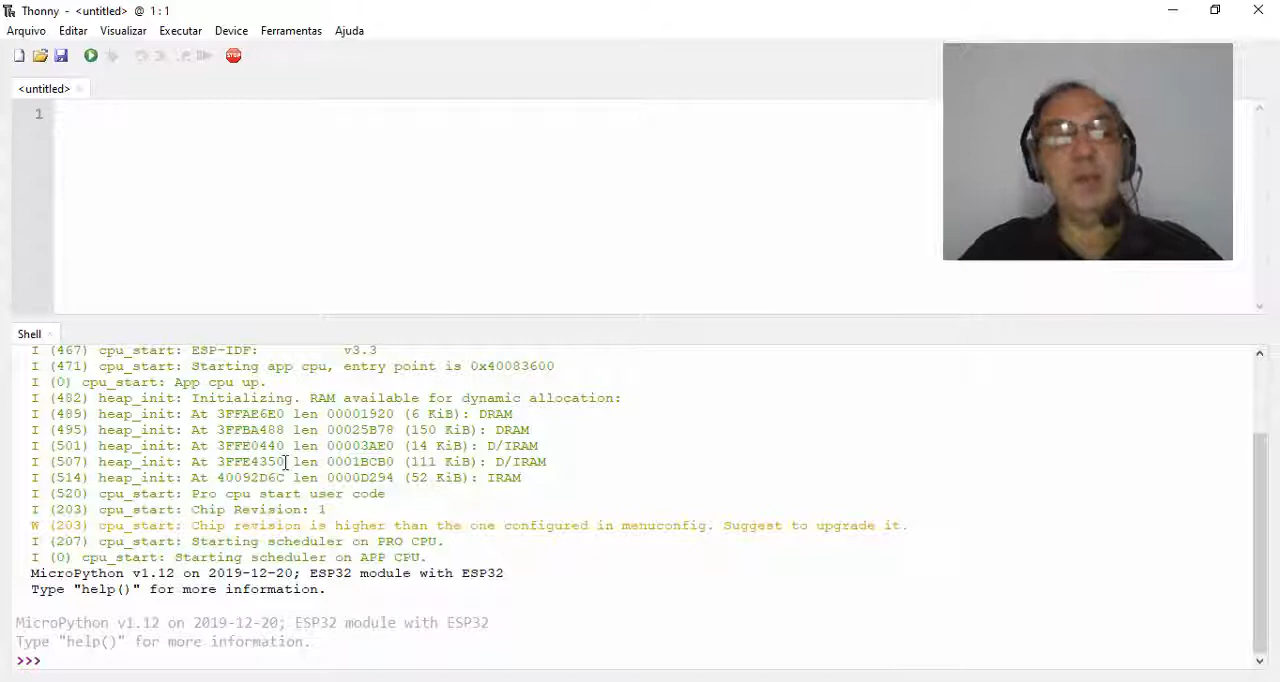 Thonny - <untitled> @ 1:1
Arquivo Editar Visualizar Executar Device Ferramentas Ajuda
STOP
<untitled>
1
Shell
I (467) cpu_start: ESP-IDF: v3.3
I (471) cpu_start: Starting app cpu, entry point is 0x40083600
I (0) cpu_start: App cpu up.
I (482) heap_init: Initializing. RAM available for dynamic allocation:
I (489) heap_init: At 3FFAE6E0 len 00001920 (6 KiB): DRAM
I (495) heap_init: At 3FFBA488 len 00025B78 (150 KiB): DRAM
I (501) heap_init: At 3FFE0440 len 00003AE0 (14 KiB): D/IRAM
I (507) heap_init: At 3FFE4350 len 0001BCB0 (111 KiB): D/IRAM
I (514) heap_init: At 40092D6C len 0000D294 (52 KiB): IRAM
I (520) cpu_start: Pro cpu start user code
I (203) cpu_start: Chip Revision: 1
W (203) cpu_start: Chip revision is higher than the one configured in menuconfig. Suggest to upgrade it.
I (207) cpu_start: Starting scheduler on PRO CPU.
I (0) cpu_start: Starting scheduler on APP CPU.
MicroPython v1.12 on 2019-12-20; ESP32 module with ESP32
Type "help()" for more information.
MicroPython v1.12 on 2019-12-20; ESP32 module with ESP32
Type "help()" for more information.
>>>